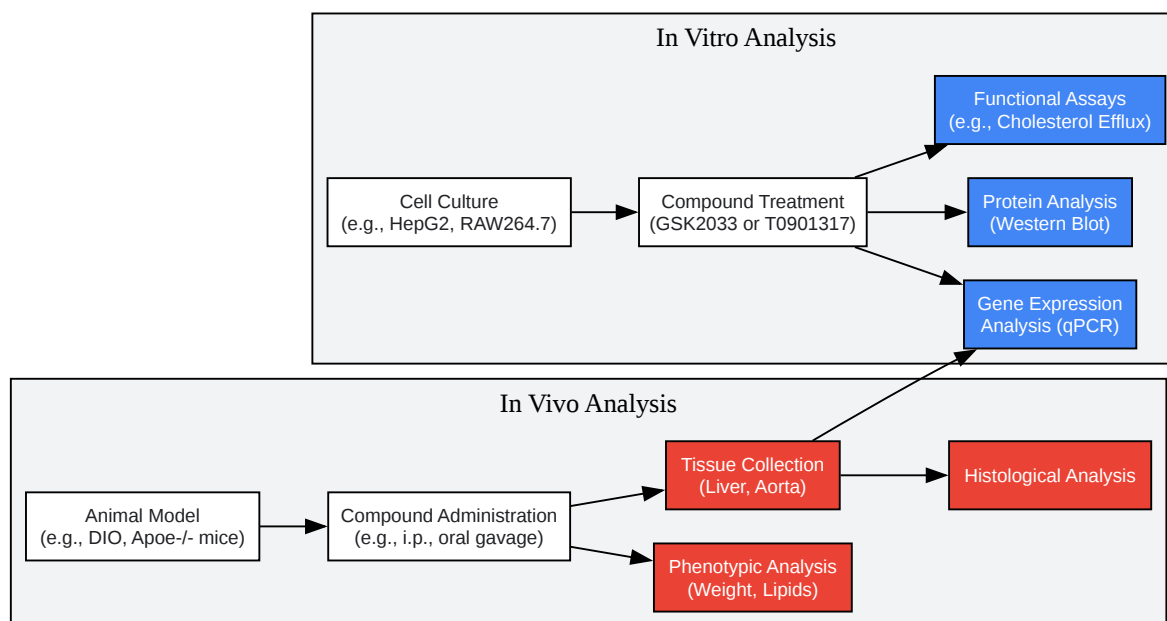 In Vitro Analysis
Functional Assays
(e.g., Cholesterol Efflux)
Cell Culture
(e.g., HepG2, RAW264.7)
Compound Treatment
(GSK2033 or T0901317)
Protein Analysis
(Western Blot)
Gene Expression
Analysis (qPCR)
In Vivo Analysis
Tissue Collection
(Liver, Aorta)
Histological Analysis
Animal Model
(e.g., DIO, Apoe-/- mice)
Compound Administration
(e.g., i.p., oral gavage)
Phenotypic Analysis
(Weight, Lipids)